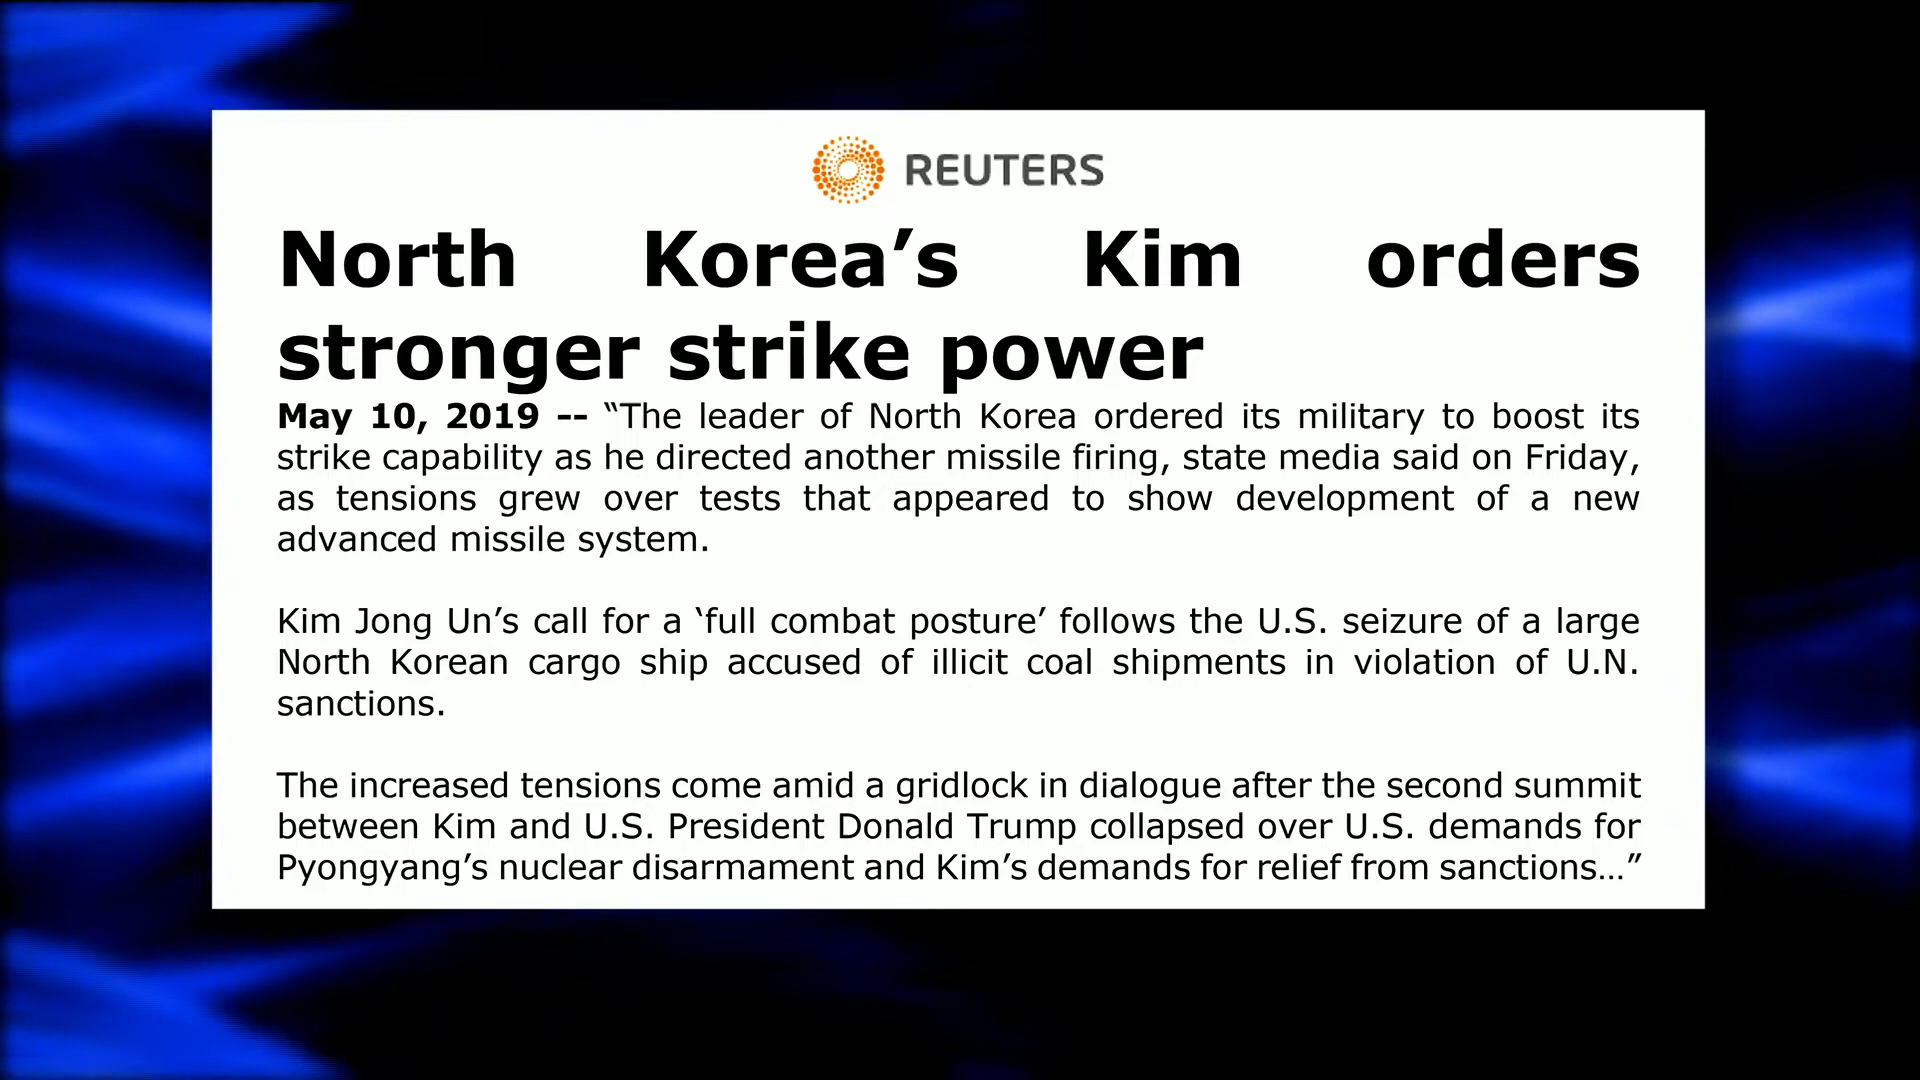 REUTERS
North Korea’s Kim orders
stronger strike power
May 10, 2019 -- “The leader of North Korea ordered its military to boost its
strike capability as he directed another missile firing, state media said on Friday,
as tensions grew over tests that appeared to show development of a new
advanced missile system.
Kim Jong Un’s call for a ‘full combat posture’ follows the U.S. seizure of a large
North Korean cargo ship accused of illicit coal shipments in violation of U.N.
sanctions.
The increased tensions come amid a gridlock in dialogue after the second summit
between Kim and U.S. President Donald Trump collapsed over U.S. demands for
Pyongyang’s nuclear disarmament and Kim’s demands for relief from sanctions…”